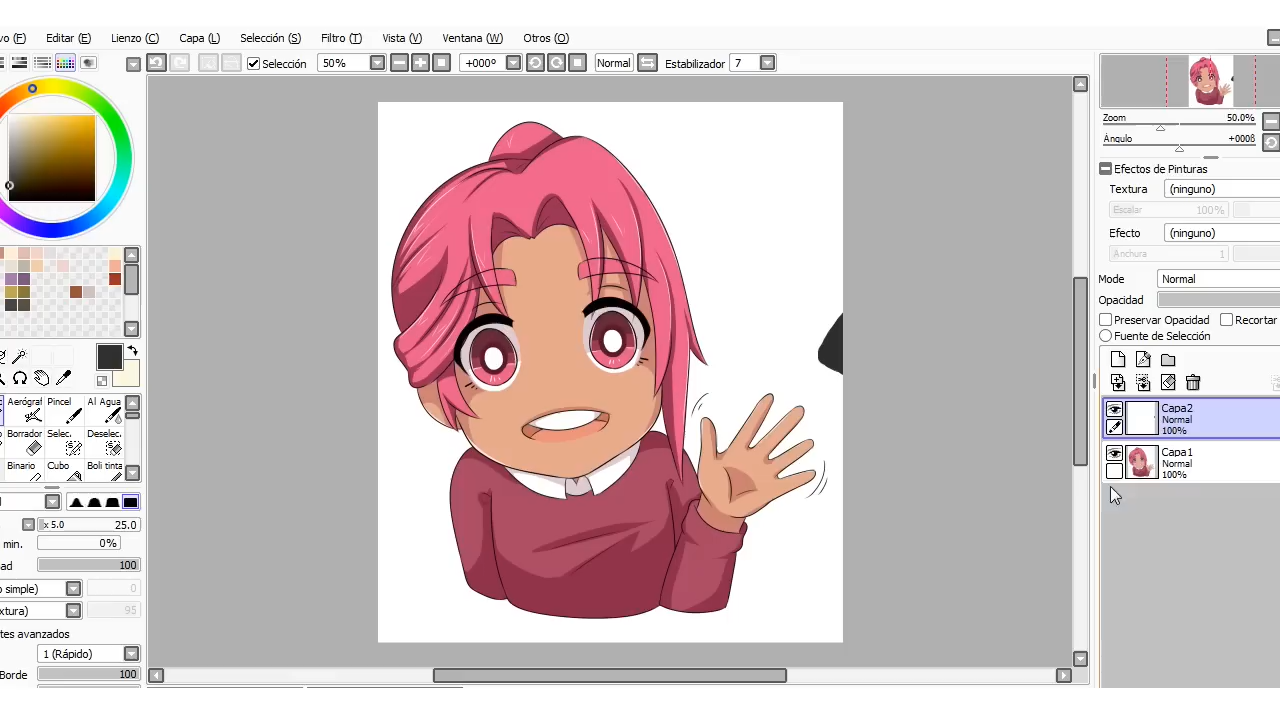 vo (F) Editar (E) Lienzo (C) Capa (L) Selección (S) Filtro (T) Vista (V) Ventana (W) Otros (O)
Selección 50% +000º Normal Estabilizador 7
Zoom 50.0%
Ángulo +000ß
Efectos de Pinturas
Textura (ninguno)
Escalar 100%
Efecto (ninguno)
Anchura 1
Mode Normal
Opacidad
Preservar Opacidad Recortar
Fuente de Selección
Capa2
Normal
100%
Capa1
Normal
100%
Aerógraf Pincel Al Agua
Borrador Selec. Deselec.
Binario Cubo Boli tinta
x 5.0 25.0
min. 0%
ad 100
o simple) 0
xtura) 95
tes avanzados
1 (Rápido)
Borde 100